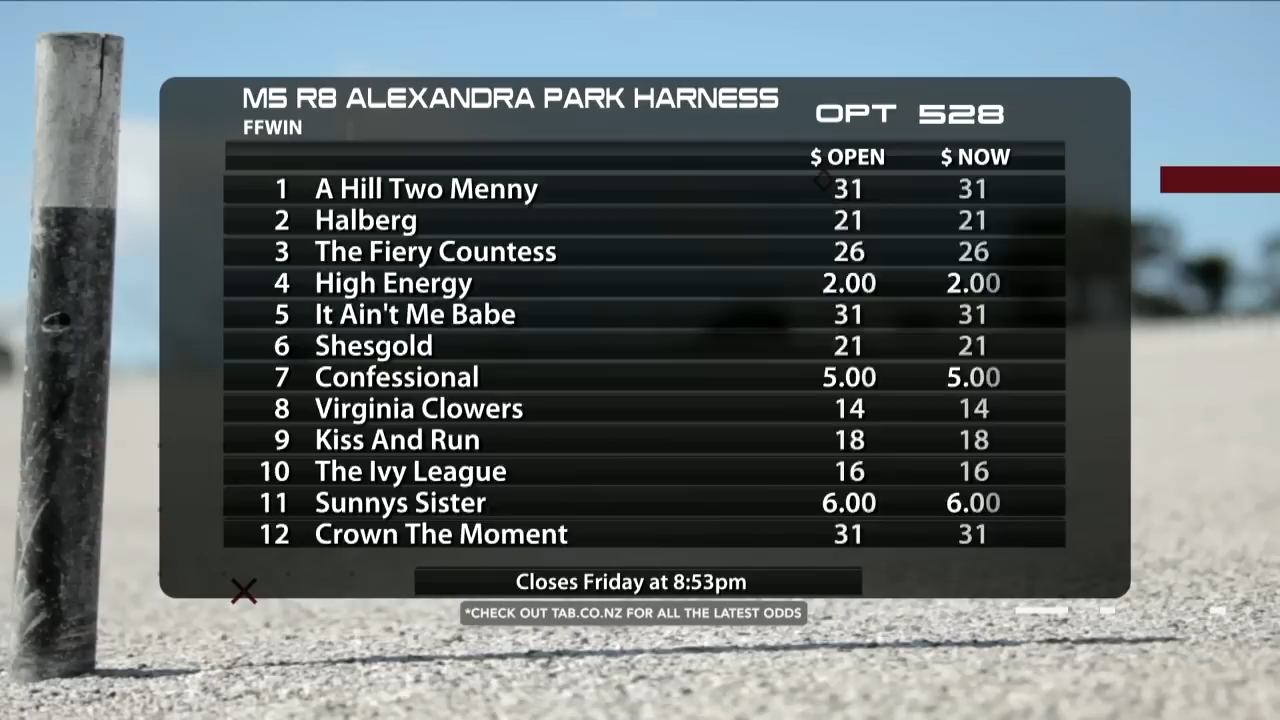 M5 R8 ALEXANDRA PARK HARNESS OPT 528
FFWIN
$ OPEN $ NOW
1 A Hill Two Menny 31 31
2 Halberg 21 21
3 The Fiery Countess 26 26
4 High Energy 2.00 2.00
5 It Ain't Me Babe 31 31
6 Shesgold 21 21
7 Confessional 5.00 5.00
8 Virginia Clowers 14 14
9 Kiss And Run 18 18
10 The Ivy League 16 16
11 Sunnys Sister 6.00 6.00
12 Crown The Moment 31 31
Closes Friday at 8:53pm
*CHECK OUT TAB.CO.NZ FOR ALL THE LATEST ODDS